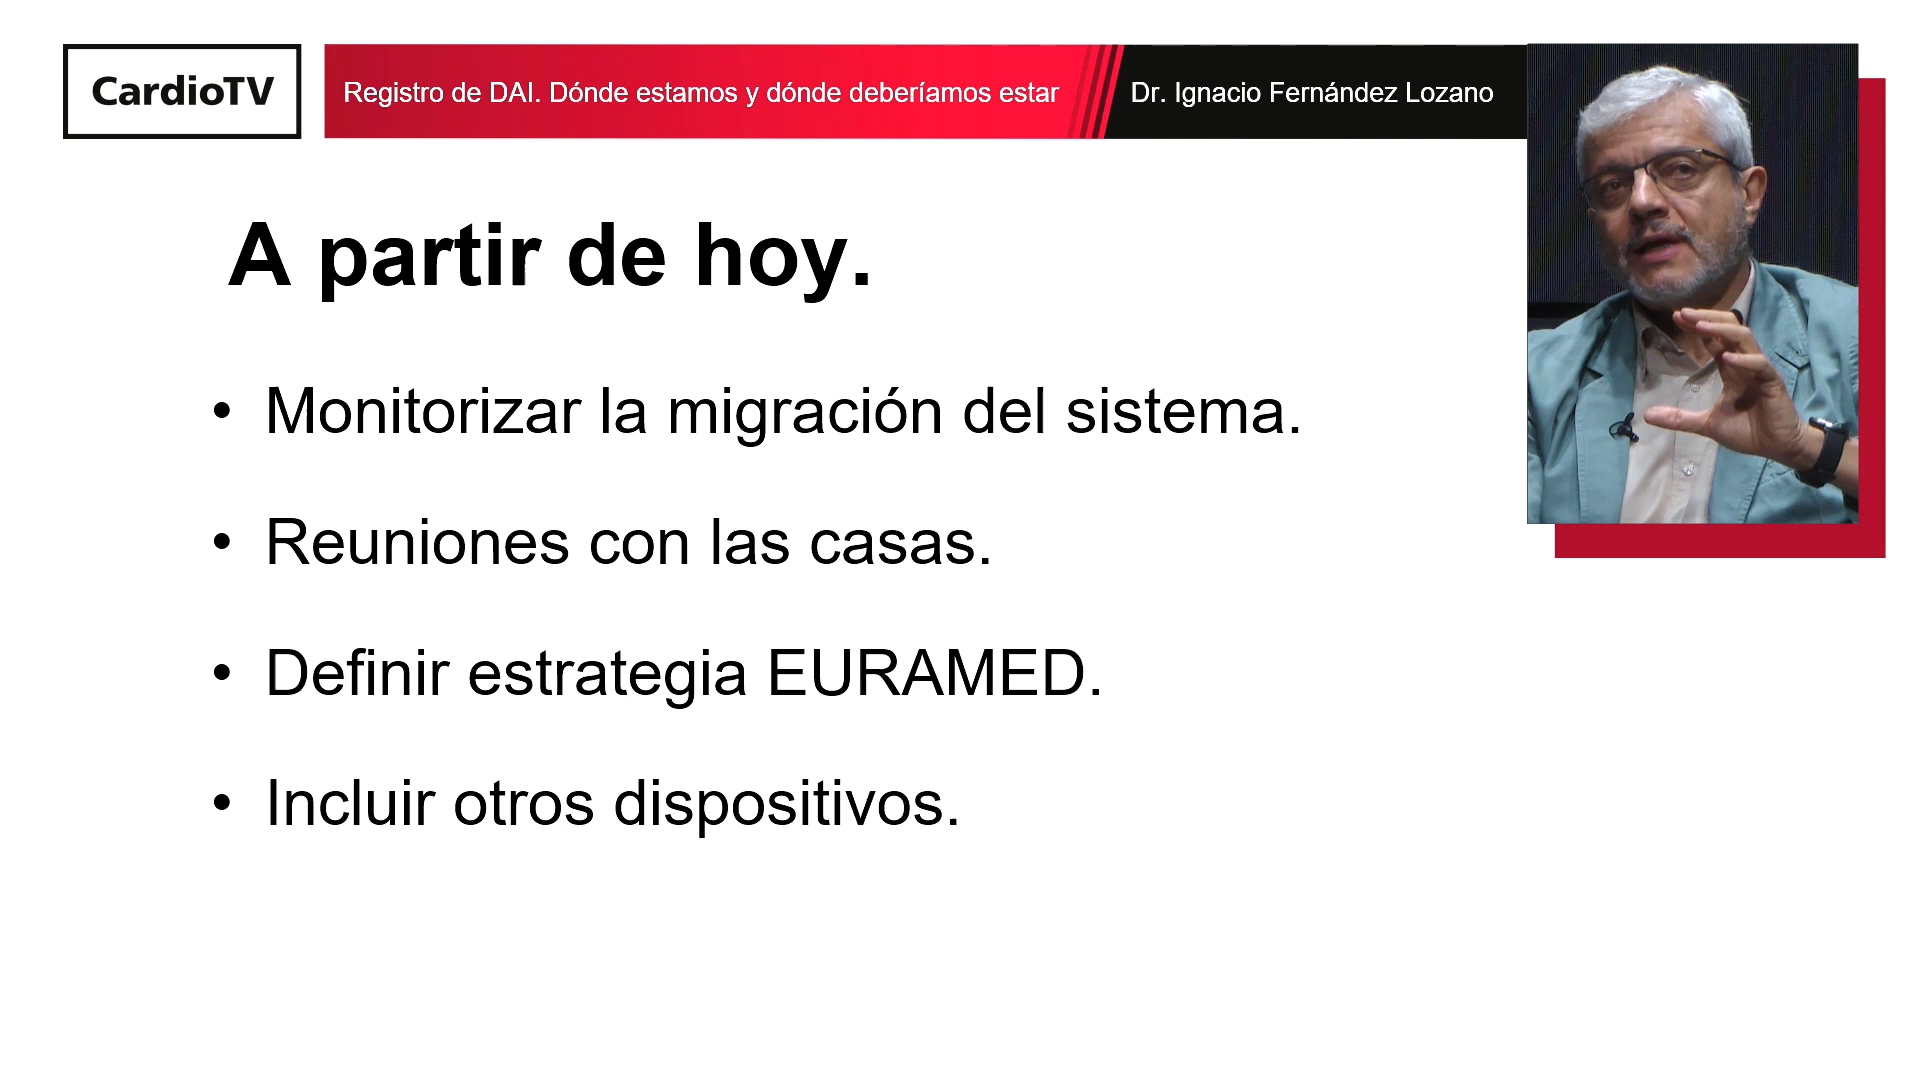 CardioTV
Registro de DAI. Dónde estamos y dónde deberíamos estar
Dr. Ignacio Fernández Lozano
A partir de hoy.
• Monitorizar la migración del sistema.
• Reuniones con las casas.
• Definir estrategia EURAMED.
• Incluir otros dispositivos.